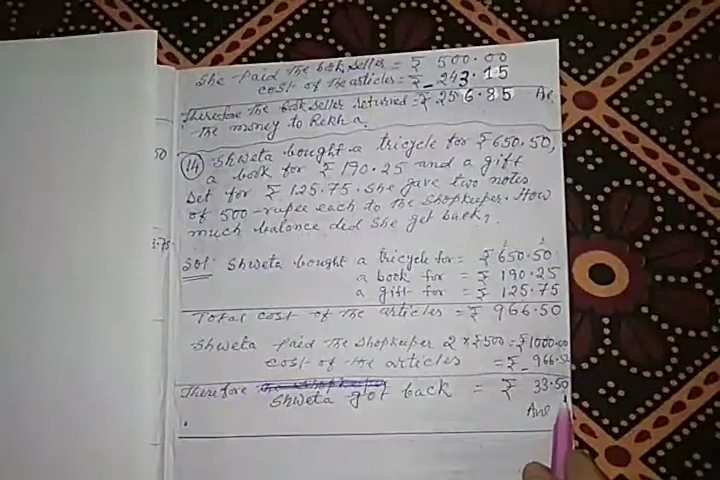 She Paid The book seller = ₹ 500.00
cost of the articles = ₹ - 243.15
Therefore The book seller returned = ₹ 256.85
The money to Rekha.
50
(14) Shweta bought a tricycle for ₹ 650.50,
a book for ₹ 190.25 and a gift
set for ₹ 125.75. She gave two notes
of 500-rupee each to the shopkeeper. How
much balance did she get back?
3.75
Sol: Shweta bought a tricycle for = ₹ 650.50
a book for = ₹ 190.25
a gift for = ₹ 125.75
Total cost of the articles = ₹ 966.50
Shweta Paid The shopkeeper 2 x ₹500 = ₹1000.00
cost of the articles = ₹ - 966.50
Therefore
Shweta got back = ₹ 33.50
Ans